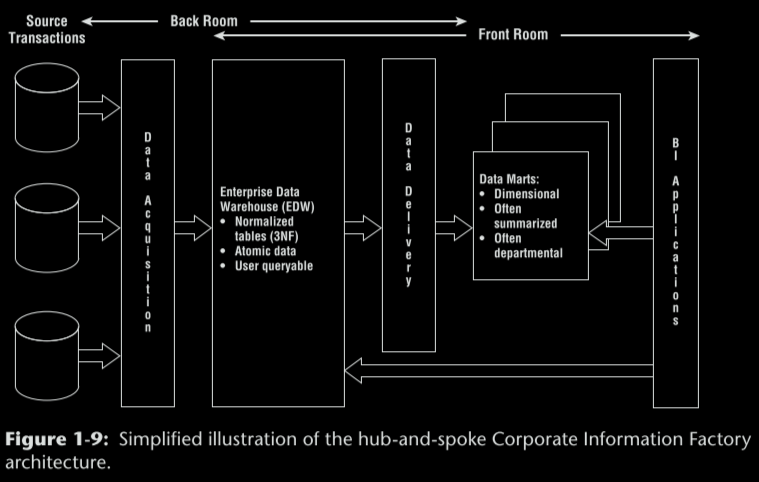 Source
Transactions
Back Room
Front Room
Data Acquisition
Enterprise Data
Warehouse (EDW)
• Normalized
tables (3NF)
• Atomic data
• User queryable
Data Delivery
Data Marts:
• Dimensional
• Often
summarized
• Often
departmental
BI Applications
Figure 1-9: Simplified illustration of the hub-and-spoke Corporate Information Factory
architecture.